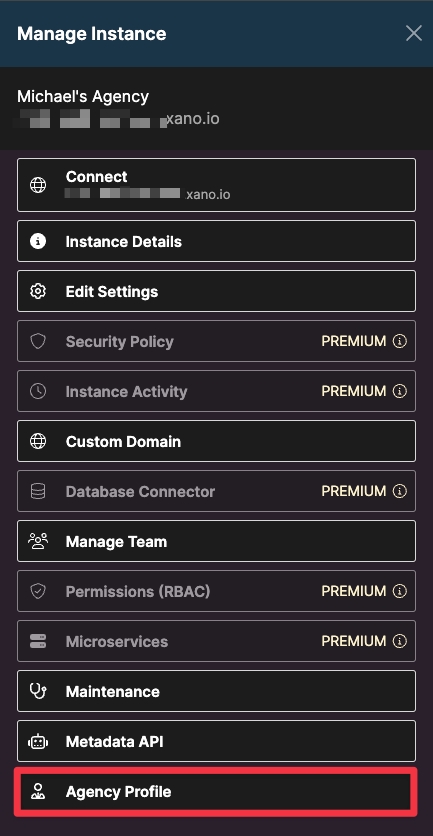 Manage Instance
Michael's Agency
xano.io
Connect
xano.io
Instance Details
Edit Settings
Security Policy PREMIUM
Instance Activity PREMIUM
Custom Domain
Database Connector PREMIUM
Manage Team
Permissions (RBAC) PREMIUM
Microservices PREMIUM
Maintenance
Metadata API
Agency Profile